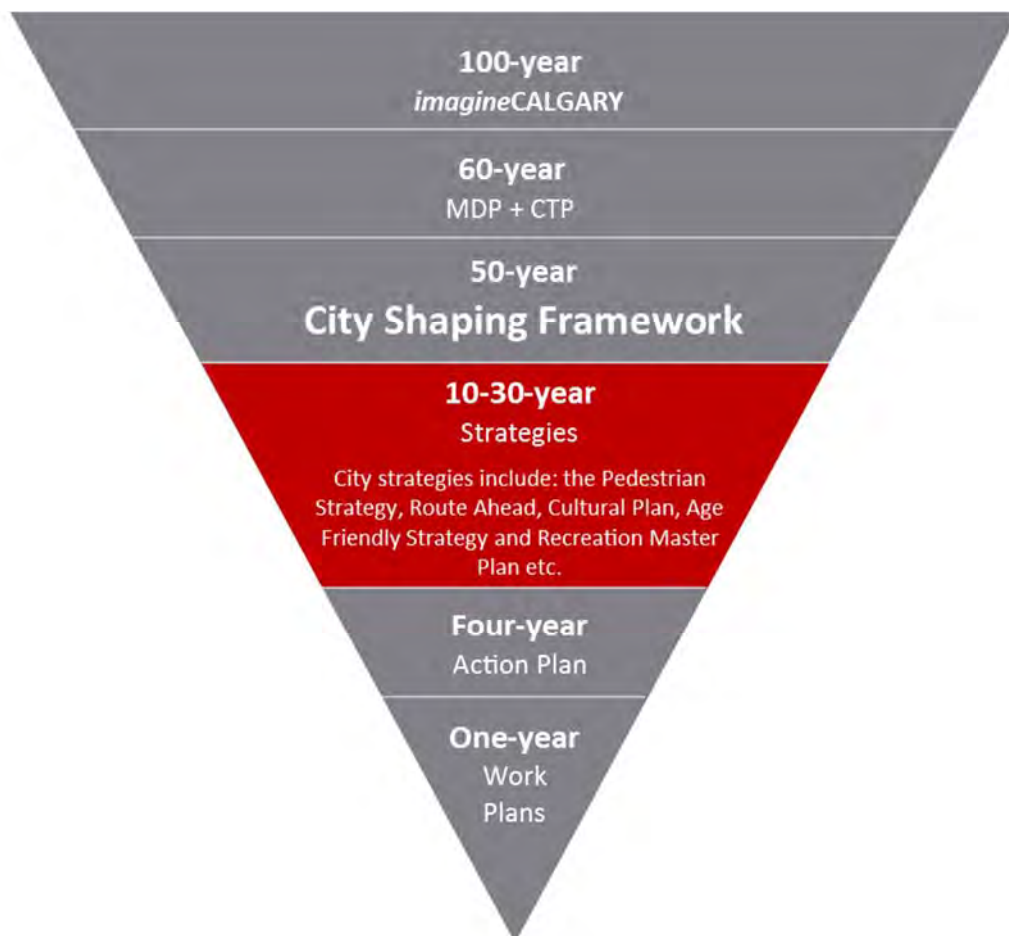 100-year
imagineCALGARY
60-year
MDP + CTP
50-year
City Shaping Framework
10-30-year
Strategies
City strategies include: the Pedestrian
Strategy, Route Ahead, Cultural Plan, Age
Friendly Strategy and Recreation Master
Plan etc.
Four-year
Action Plan
One-year
Work
Plans